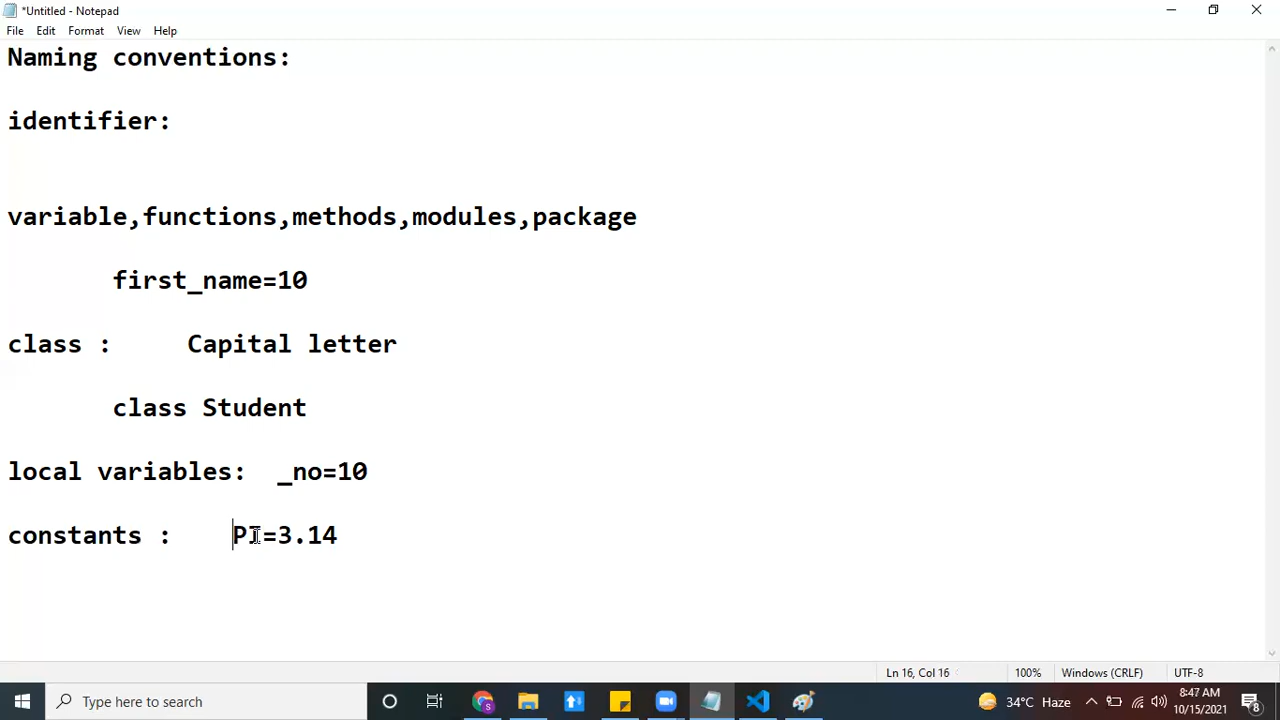 *Untitled - Notepad
File Edit Format View Help
Naming conventions:
identifier:
variable,functions,methods,modules,package
first_name=10
class : Capital letter
class Student
local variables: _no=10
constants : PI=3.14
Ln 16, Col 16 100% Windows (CRLF) UTF-8
Type here to search
34°C Haze
8:47 AM
10/15/2021
8